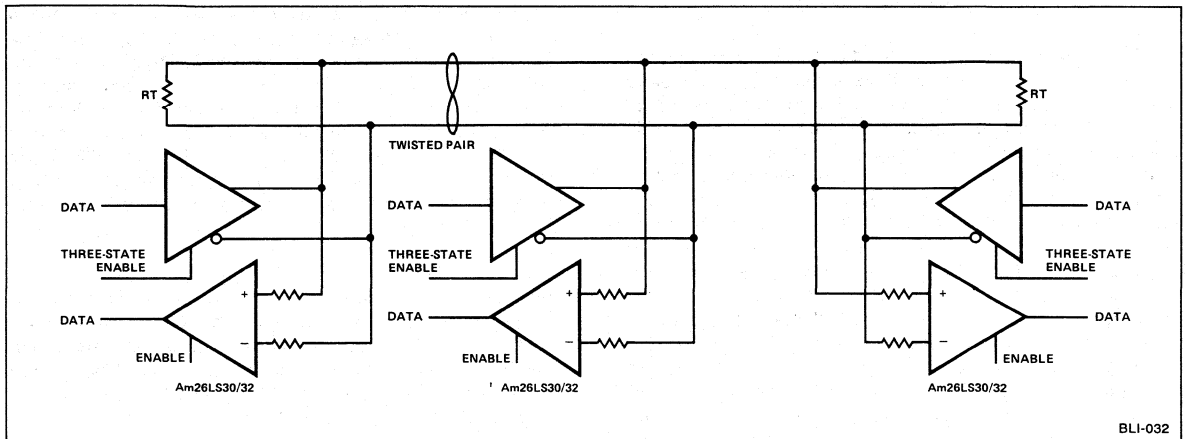 RT
RT
TWISTED PAIR
DATA
DATA
DATA
THREE-STATE
ENABLE
THREE-STATE
ENABLE
THREE-STATE
ENABLE
+
+
+
DATA
DATA
DATA
−
−
−
ENABLE
ENABLE
ENABLE
Am26LS30/32
Am26LS30/32
Am26LS30/32
BLI-032